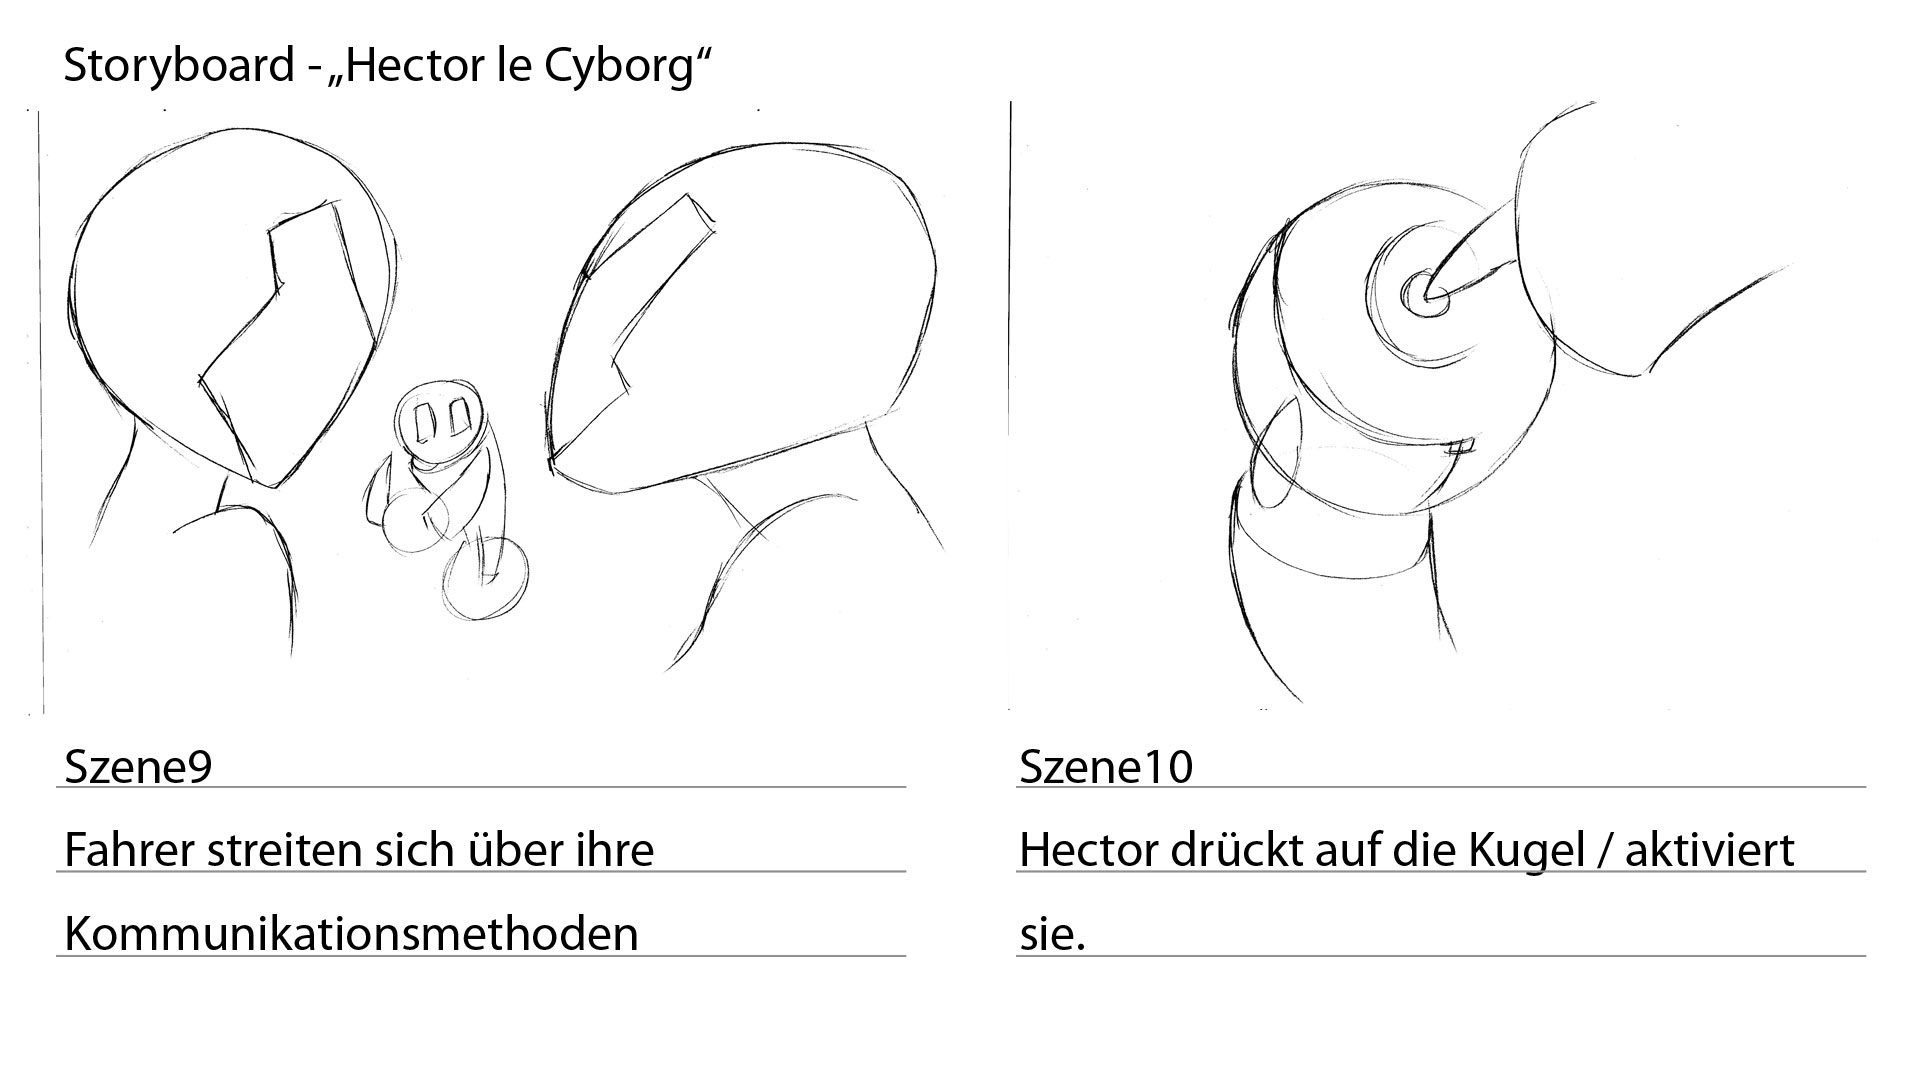 Storyboard - „Hector le Cyborg“
Szene9
Fahrer streiten sich über ihre
Kommunikationsmethoden
Szene10
Hector drückt auf die Kugel / aktiviert
sie.